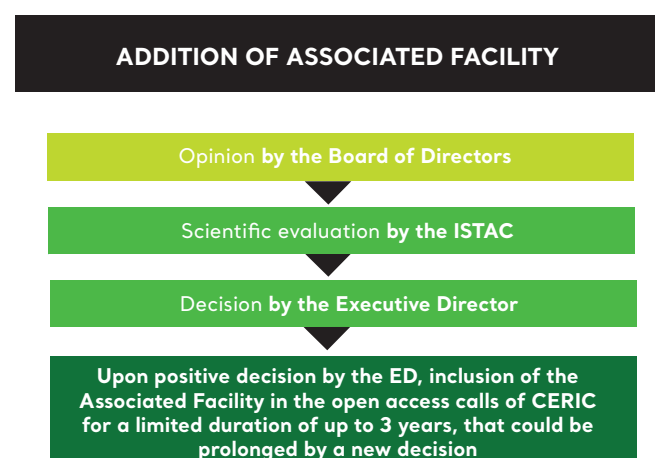 ADDITION OF ASSOCIATED FACILITY
Opinion by the Board of Directors
Scientific evaluation by the ISTAC
Decision by the Executive Director
Upon positive decision by the ED, inclusion of the
Associated Facility in the open access calls of CERIC
for a limited duration of up to 3 years, that could be
prolonged by a new decision